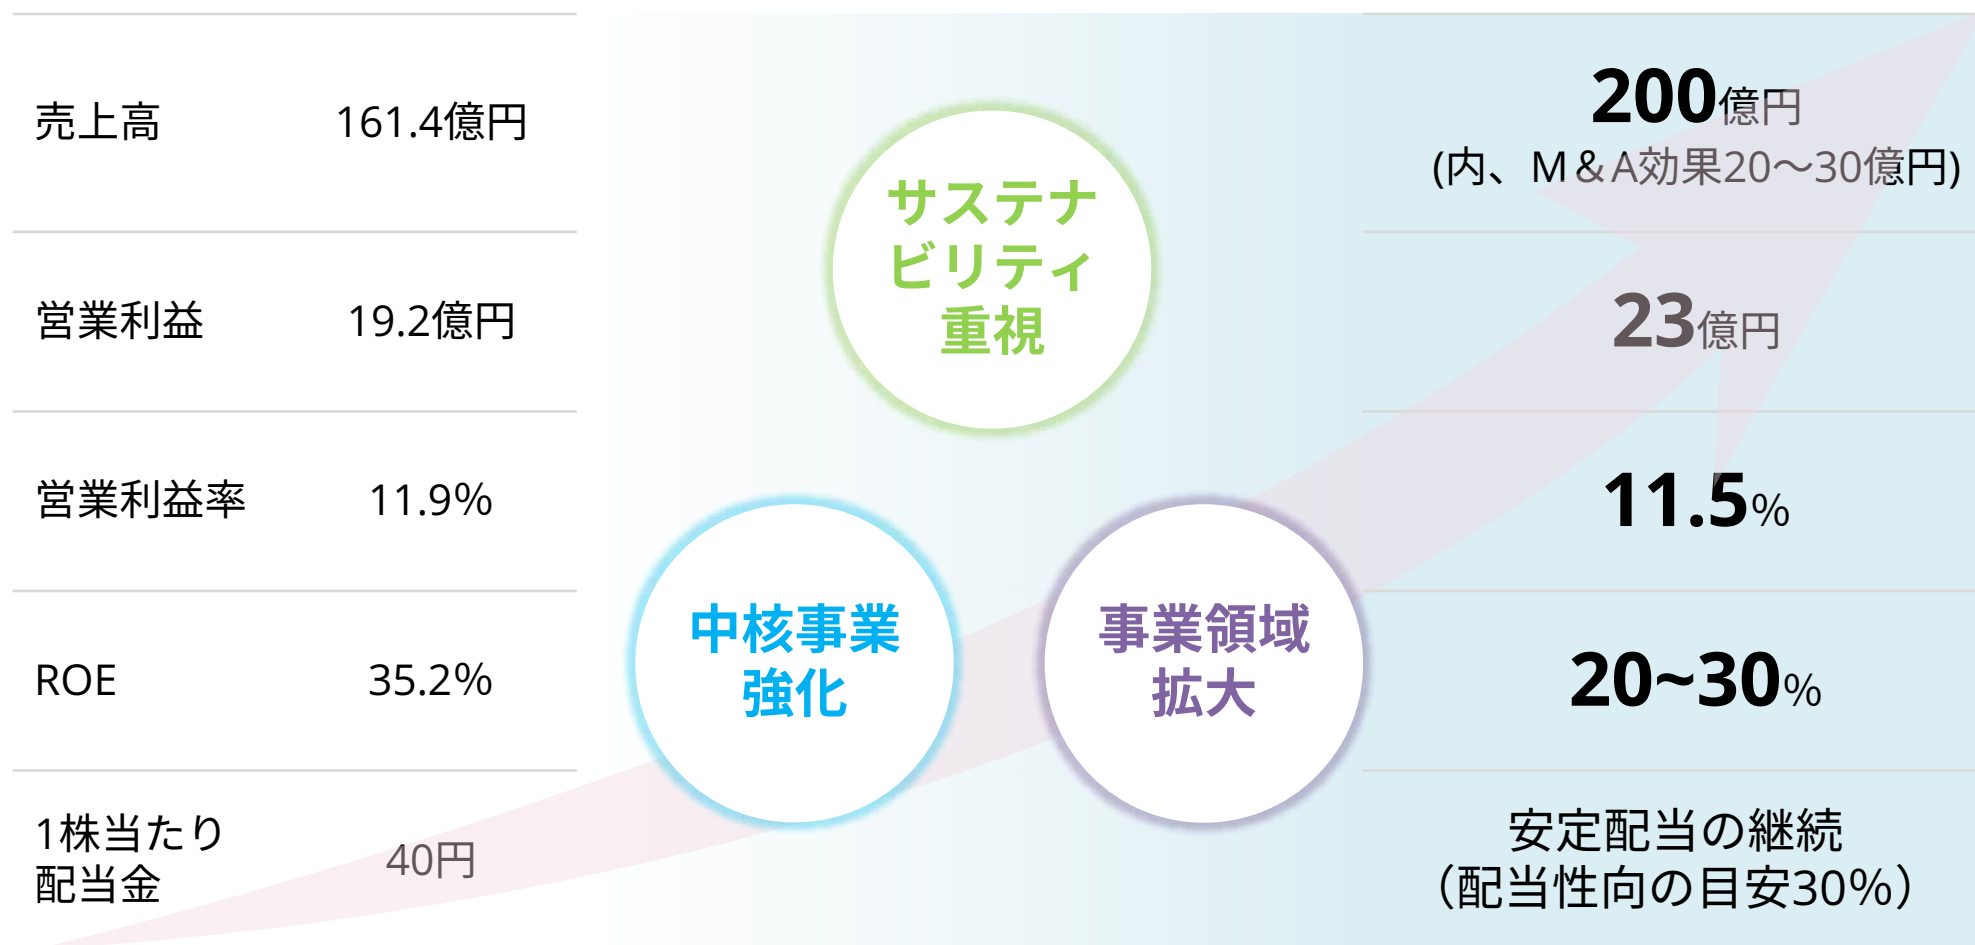 売上高
161.4億円
200億円
(内、M＆A効果20～30億円)
サステナ
ビリティ
重視
営業利益
19.2億円
23億円
営業利益率
11.9%
11.5%
中核事業
強化
事業領域
拡大
ROE
35.2%
20~30%
1株当たり
配当金
40円
安定配当の継続
（配当性向の目安30％）